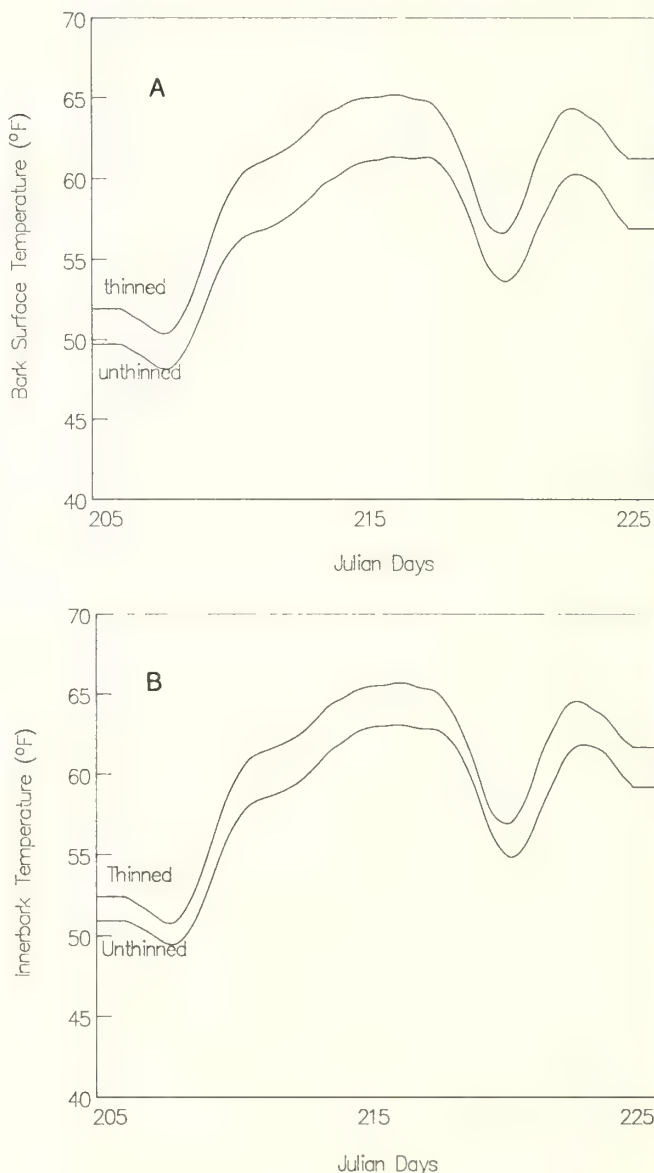 70
A
65
Bark Surface Temperature (°F)
60
55
thinned
50
unthinned
45
40
205 215 225
Julian Days
70
B
65
Innerbark Temperature (°F)
60
55
Thinned
50
Unthinned
45
40
205 215 225
Julian Days